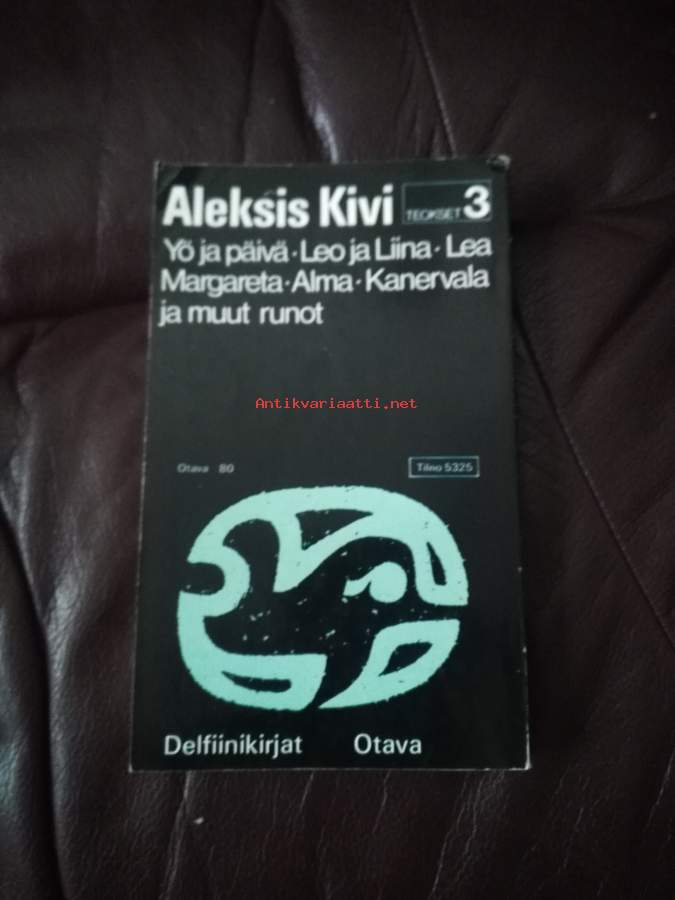 Aleksis Kivi TEOKSET 3
Yö ja päivä · Leo ja Liina · Lea
Margareta · Alma · Kanervala
ja muut runot
Antikvariaatti.net
Otava 80 Tilno 5325
Delfiinikirjat Otava